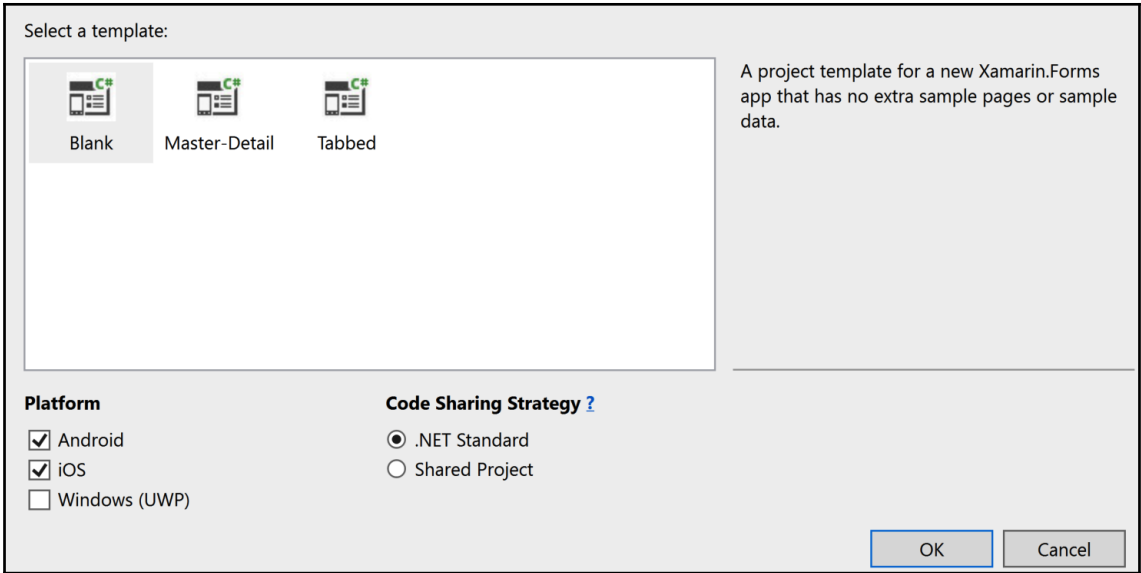 Select a template:
C#
C#
C#
Blank
Master-Detail
Tabbed
A project template for a new Xamarin.Forms
app that has no extra sample pages or sample
data.
Platform
Code Sharing Strategy ?
Android
.NET Standard
iOS
Shared Project
Windows (UWP)
OK
Cancel